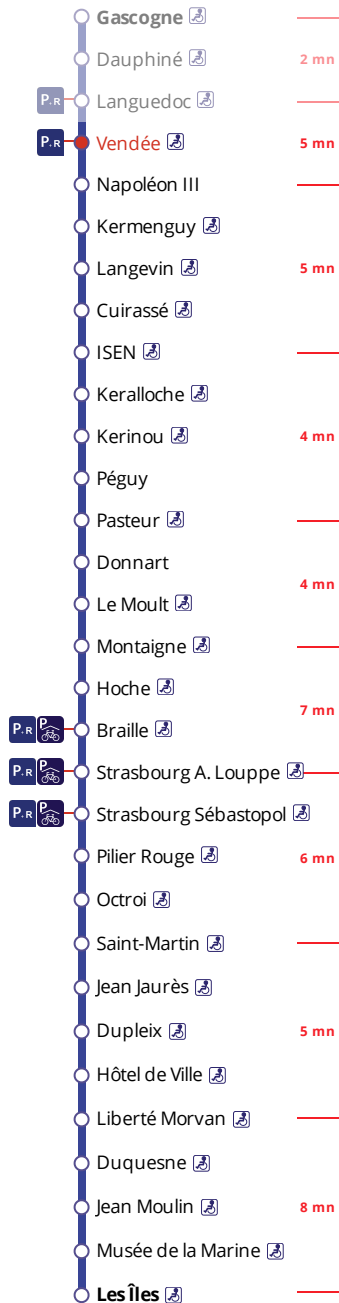 Gascogne
Dauphiné 2 mn
P+R Languedoc
P+R Vendée 5 mn
Napoléon III
Kermenguy
Langevin 5 mn
Cuirassé
ISEN
Keralloche
Kerinou 4 mn
Péguy
Pasteur
Donnart
4 mn
Le Moult
Montaigne
Hoche
7 mn
P+R P Braille
P+R P Strasbourg A. Louppe
P+R P Strasbourg Sébastopol
Pilier Rouge 6 mn
Octroi
Saint-Martin
Jean Jaurès
Dupleix 5 mn
Hôtel de Ville
Liberté Morvan
Duquesne
Jean Moulin 8 mn
Musée de la Marine
Les Îles